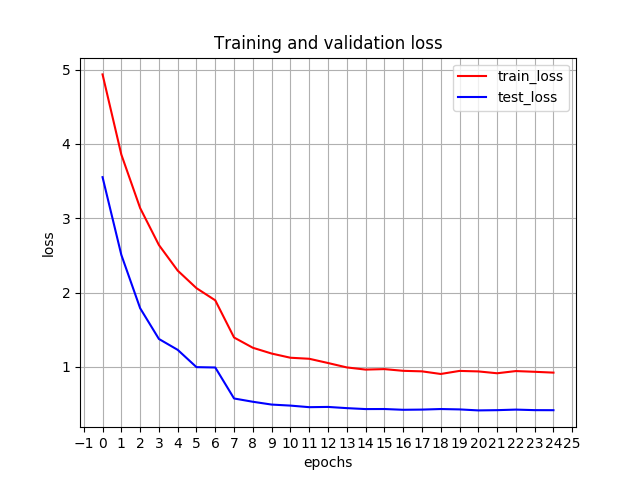 Training and validation loss
train_loss
test_loss
5
4
3
2
1
loss
−1 0 1 2 3 4 5 6 7 8 9 10 11 12 13 14 15 16 17 18 19 20 21 22 23 24 25
epochs